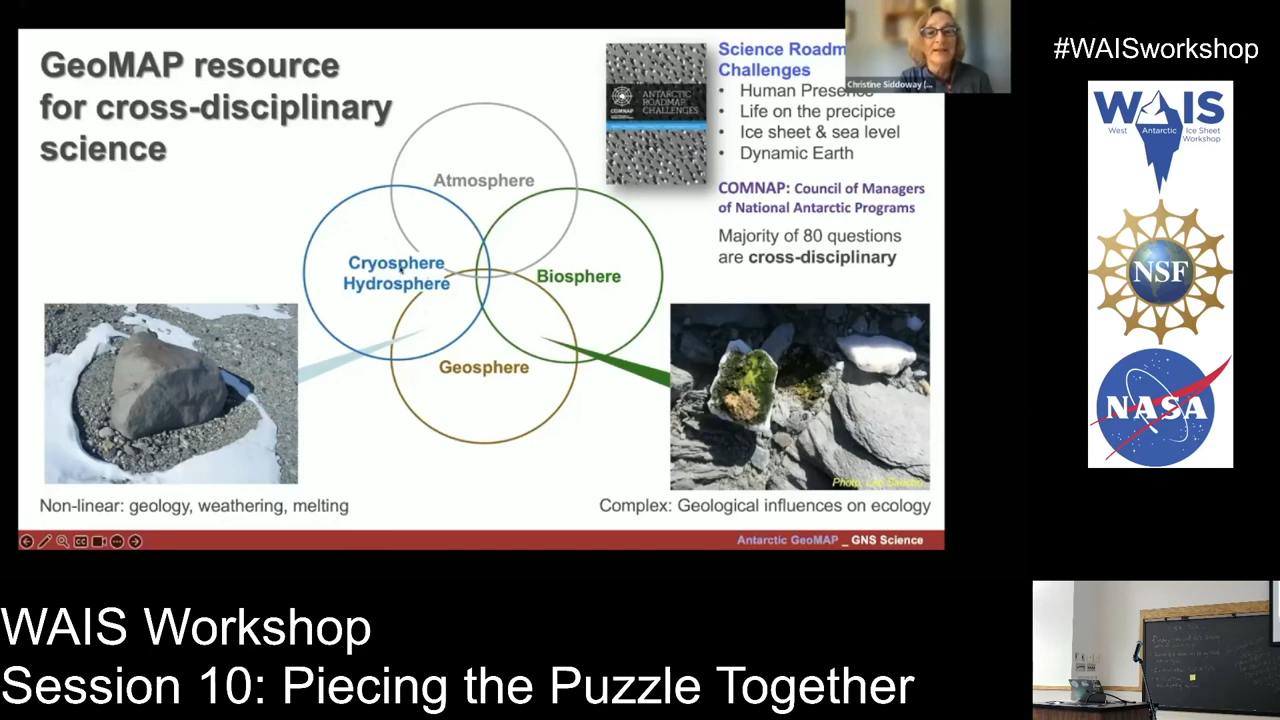 GeoMAP resource
for cross-disciplinary
science
Atmosphere
Cryosphere
Hydrosphere
Biosphere
Geosphere
COMNAP
ANTARCTIC
ROADMAP
CHALLENGES
Science Roadm
Challenges
• Human Presence
• Life on the precipice
• Ice sheet & sea level
• Dynamic Earth
COMNAP: Council of Managers
of National Antarctic Programs
Majority of 80 questions
are cross-disciplinary
Christine Siddoway (...
Photo:
Non-linear: geology, weathering, melting
Complex: Geological influences on ecology
CC
Antarctic GeoMAP _ GNS Science
#WAISworkshop
WAIS
West Antarctic Ice Sheet
Workshop
NSF
NASA
WAIS Workshop
Session 10: Piecing the Puzzle Together